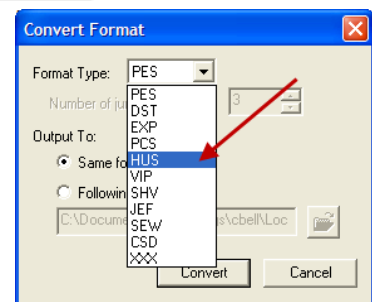 Convert Format
Format Type: PES
PES
Number of ju 3
DST
EXP
Output To:
PCS
Same fo HUS
VIP
Followin SHV
JEF
C:\Docume s\cbell\Loc
SEW
CSD
XXX
Convert Cancel